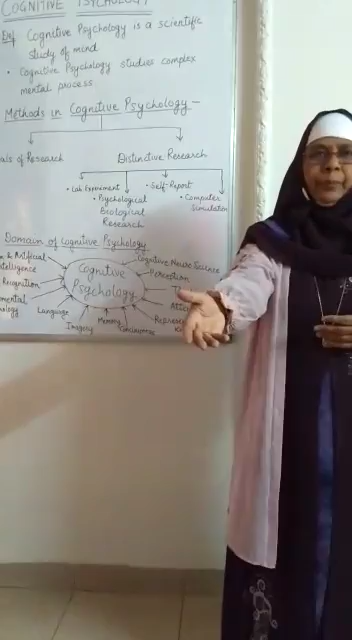 COGNITIVE PSYCHOLOGY
Def Cognitive Psychology is a scientific
study of mind
• Cognitive Psychology studies complex
mental process
Methods in Cognitive Psychology -
als of Research
Distinctive Research
• Lab Experiment
• Self-Report
• Psychological
Biological
Research
• Computer
Simulation
Domain of cognitive Psychology
Cognitive
Psychology
Cognitive Neuro Science
Perception
Memory
Imagery
Language
mental
Recognition
& Artificial
telligence